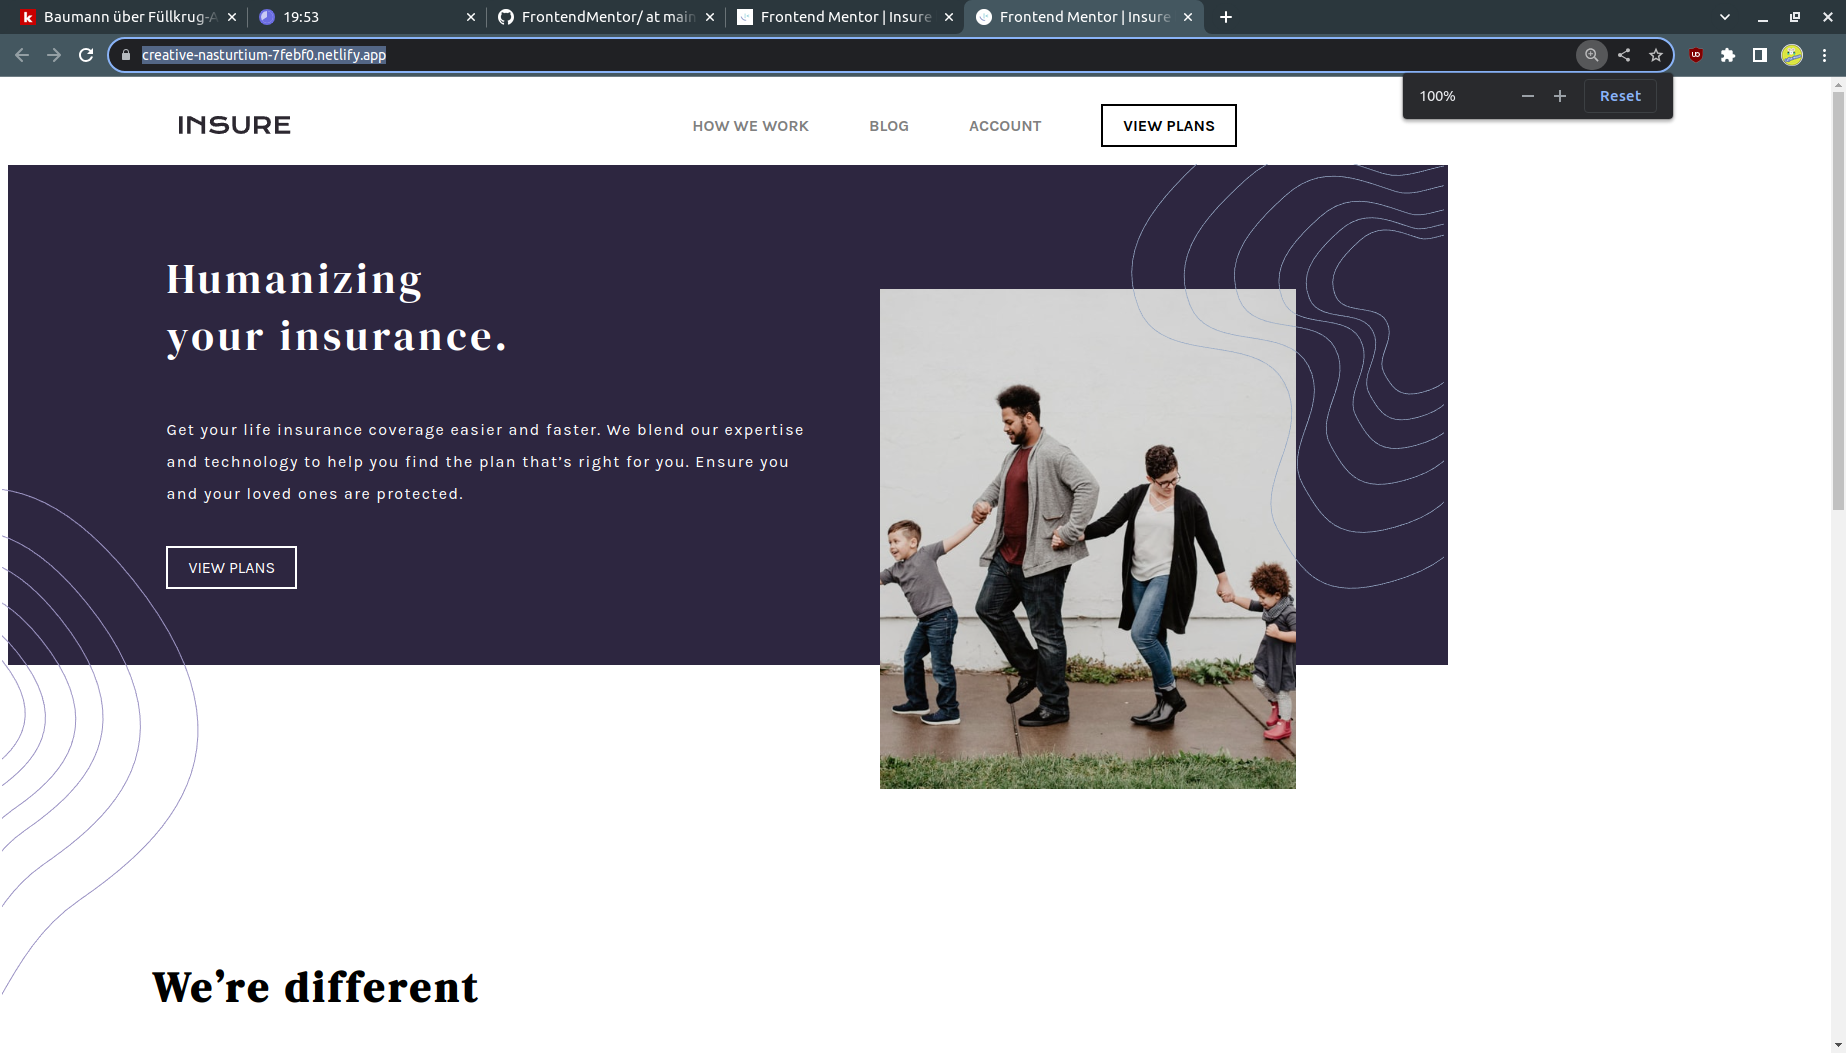 Baumann über Füllkrug-A
19:53
FrontendMentor/ at main
Frontend Mentor | Insure
Frontend Mentor | Insure
creative-nasturtium-7febf0.netlify.app
100%
Reset
INSURE
HOW WE WORK
BLOG
ACCOUNT
VIEW PLANS
Humanizing
your insurance.
Get your life insurance coverage easier and faster. We blend our expertise
and technology to help you find the plan that’s right for you. Ensure you
and your loved ones are protected.
VIEW PLANS
We’re different